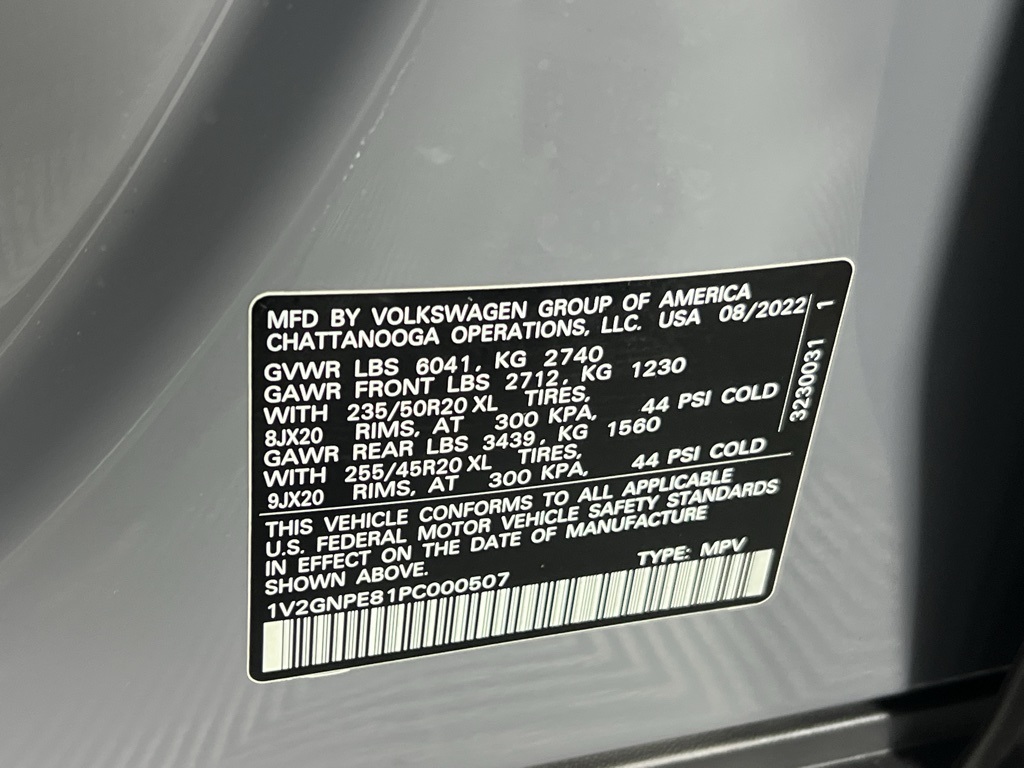 MFD BY VOLKSWAGEN GROUP OF AMERICA
CHATTANOOGA OPERATIONS, LLC. USA 08/2022
GVWR LBS 6041, KG 2740
GAWR FRONT LBS 2712, KG 1230
WITH 235/50R20 XL TIRES,
8JX20 RIMS, AT 300 KPA, 44 PSI COLD
GAWR REAR LBS 3439, KG 1560
WITH 255/45R20 XL TIRES,
9JX20 RIMS, AT 300 KPA, 44 PSI COLD
THIS VEHICLE CONFORMS TO ALL APPLICABLE
U.S. FEDERAL MOTOR VEHICLE SAFETY STANDARDS
IN EFFECT ON THE DATE OF MANUFACTURE
SHOWN ABOVE. TYPE: MPV
1V2GNPE81PC000507
3230031 1